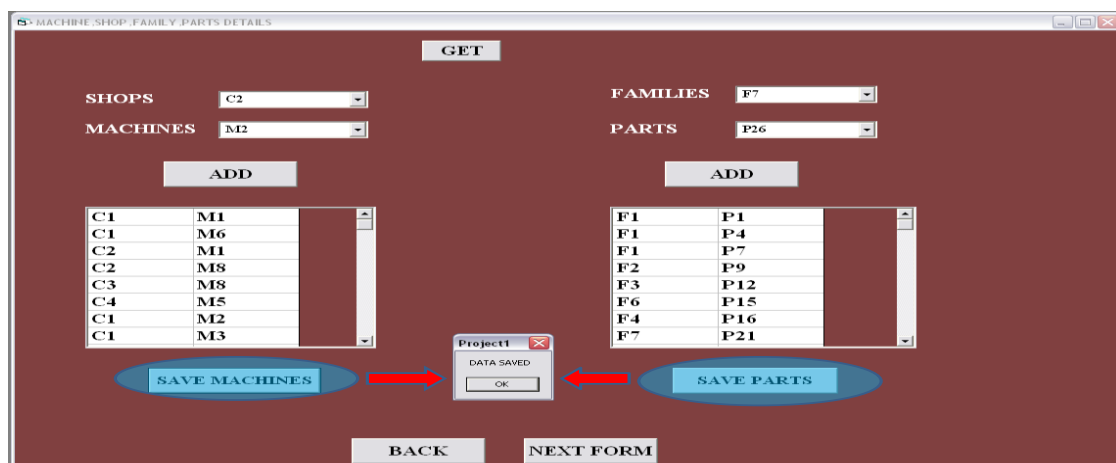 MACHINE ,SHOP ,FAMILY ,PARTS DETAILS
GET
SHOPS C2
MACHINES M2
ADD
C1 M1
C1 M6
C2 M1
C2 M8
C3 M8
C4 M5
C1 M2
C1 M3
SAVE MACHINES
FAMILIES F7
PARTS P26
ADD
F1 P1
F1 P4
F1 P7
F2 P9
F3 P12
F6 P15
F4 P16
F7 P21
SAVE PARTS
Project1
DATA SAVED
OK
BACK
NEXT FORM